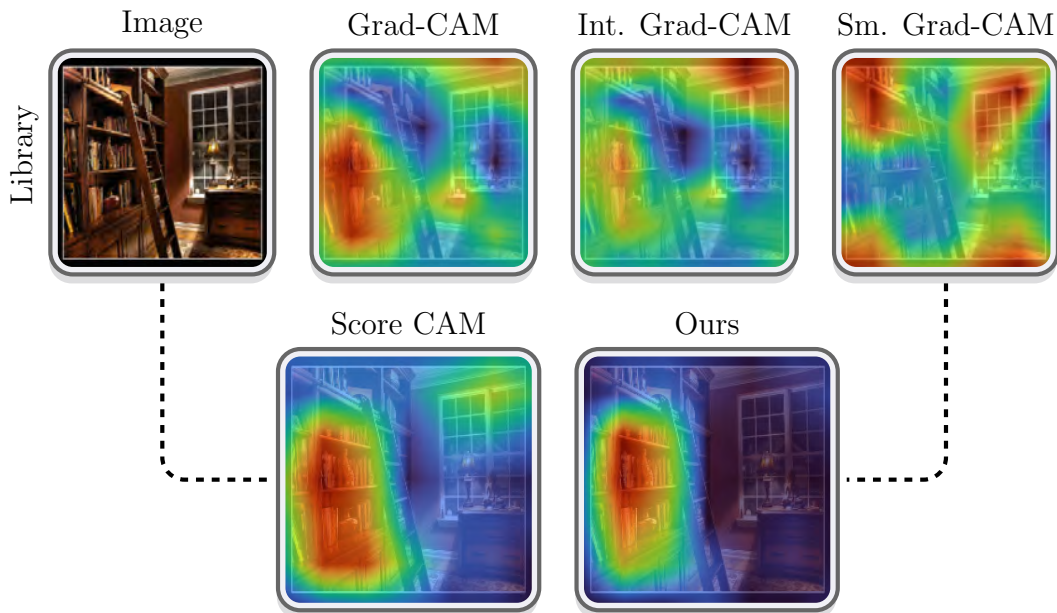 Image
Grad-CAM
Int. Grad-CAM
Sm. Grad-CAM
Library
Score CAM
Ours